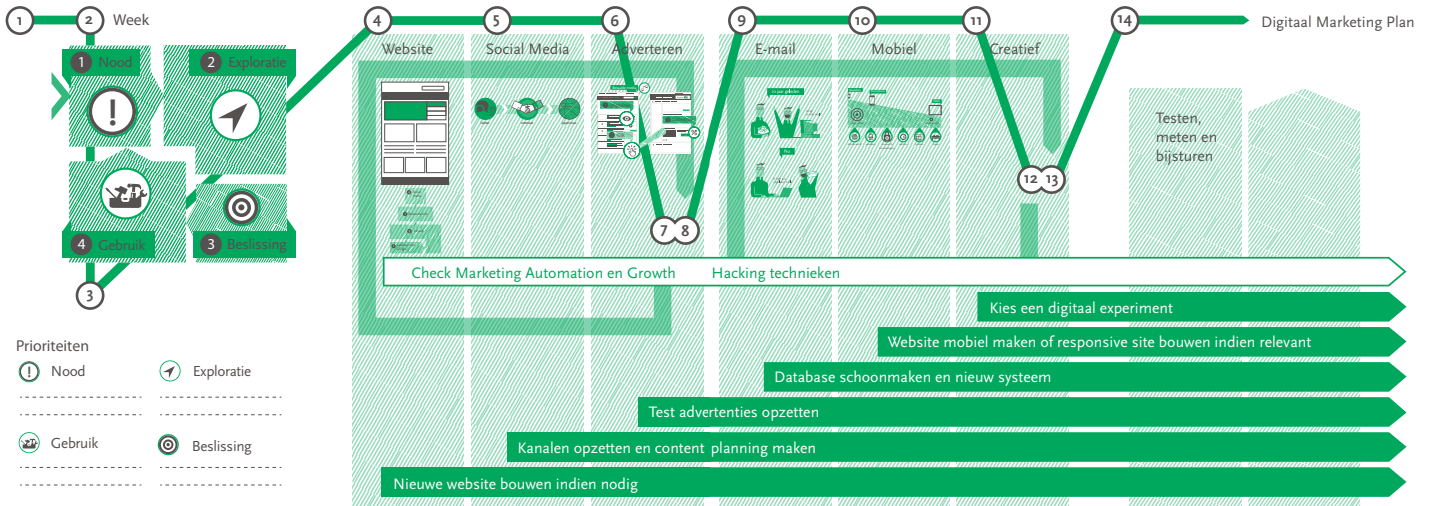 1
2
Week
4
5
6
9
10
11
14
Digitaal Marketing Plan
1 Nood
2 Exploratie
4 Gebruik
3 Beslissing
3
Website
Social Media
Adverteren
E-mail
Mobiel
Creatief
7
8
12
13
Testen,
meten en
bijsturen
Check Marketing Automation en Growth Hacking technieken
Kies een digitaal experiment
Website mobiel maken of responsive site bouwen indien relevant
Database schoonmaken en nieuw systeem
Test advertenties opzetten
Kanalen opzetten en content planning maken
Nieuwe website bouwen indien nodig
Prioriteiten
Nood
Exploratie
Gebruik
Beslissing